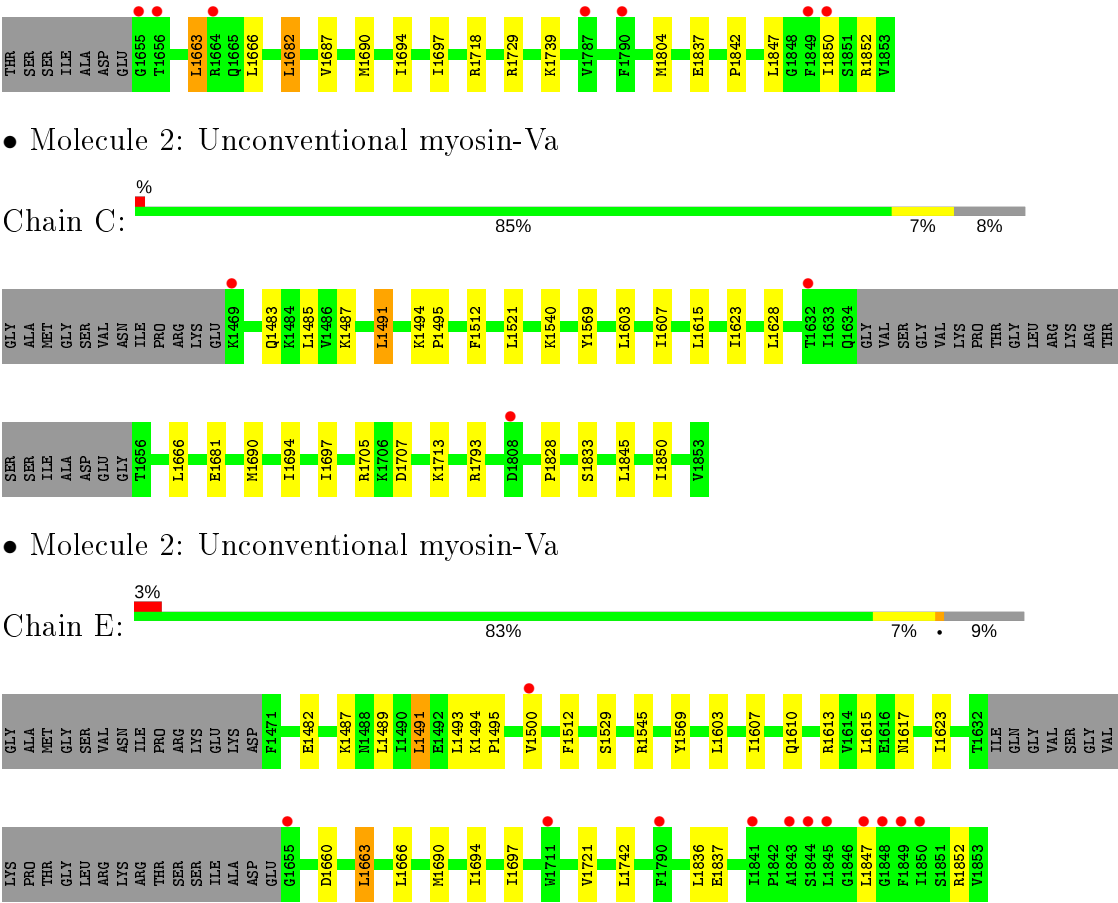 THR SER SER ILE ALA ASP GLU G1655 T1656 L1663 R1664 Q1665 L1666 L1682 V1687 M1690 I1694 I1697 R1718 R1729 K1739 V1787 F1790 M1804 E1837 P1842 L1847 G1848 F1849 I1850 S1851 R1852 V1853
• Molecule 2: Unconventional myosin-Va
%
Chain C:
85% 7% 8%
GLY ALA MET GLY SER VAL ASN ILE PRO ARG LYS GLU K1469 Q1483 K1484 L1485 V1486 K1487 L1491 K1494 P1495 F1512 L1521 K1540 Y1569 L1603 I1607 L1615 I1623 L1628 T1632 I1633 Q1634 GLY VAL SER GLY VAL LYS PRO THR GLY LEU ARG LYS ARG THR
SER SER ILE ALA ASP GLU GLY T1656 L1666 E1681 M1690 I1694 I1697 R1705 K1706 D1707 K1713 R1793 D1808 P1828 S1833 L1845 I1850 V1853
• Molecule 2: Unconventional myosin-Va
3%
Chain E:
83% 7% • 9%
GLY ALA MET GLY SER VAL ASN ILE PRO ARG LYS GLU LYS ASP F1471 E1482 K1487 N1488 L1489 I1490 L1491 E1492 L1493 K1494 P1495 V1500 F1512 S1529 R1545 Y1569 L1603 I1607 Q1610 R1613 V1614 L1615 E1616 N1617 I1623 T1632 ILE GLN GLY VAL SER GLY VAL
LYS PRO THR GLY LEU ARG LYS ARG THR SER SER ILE ALA ASP GLU G1655 D1660 L1663 L1666 M1690 I1694 I1697 W1711 V1721 L1742 F1790 L1836 E1837 I1841 P1842 A1843 S1844 L1845 G1846 L1847 G1848 F1849 I1850 S1851 R1852 V1853